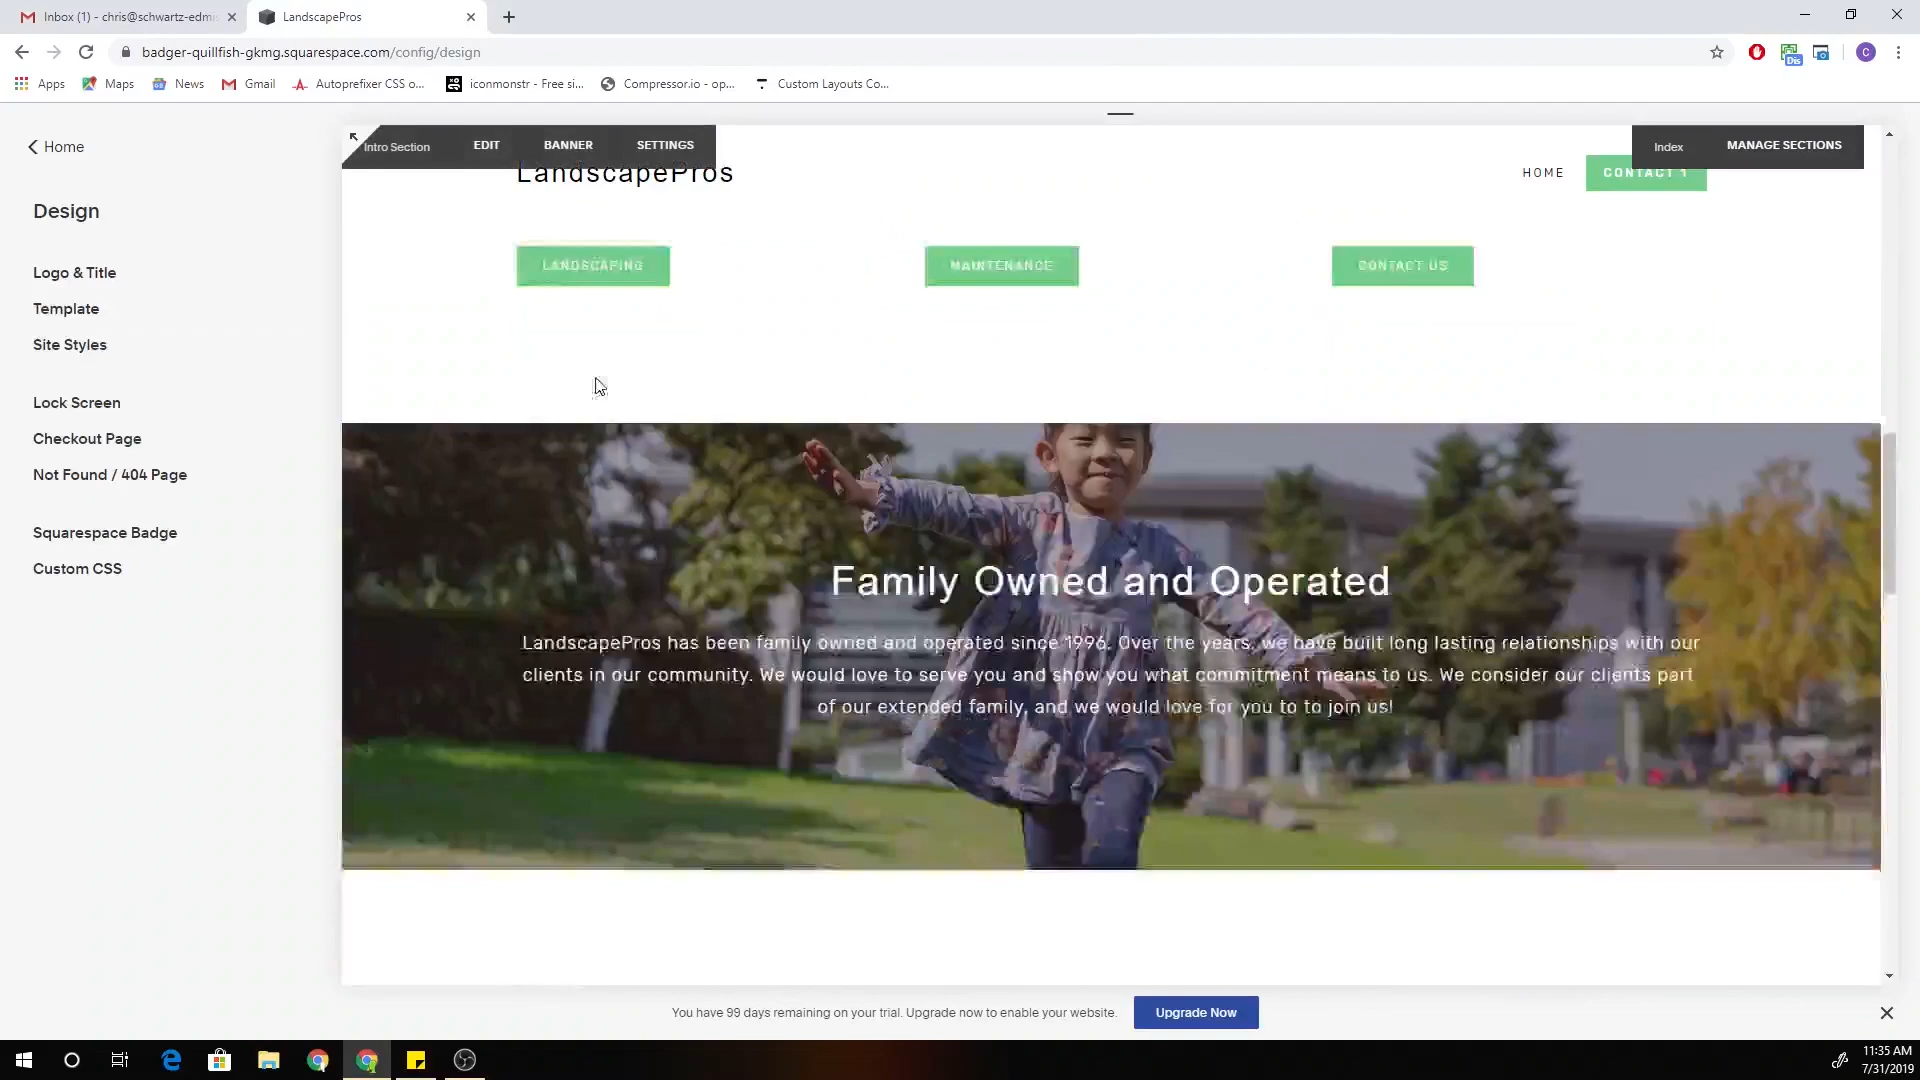 Inbox (1) - chris@schwartz-edmi
LandscapePros
badger-quillfish-gkmg.squarespace.com/config/design
Dis
C
Apps
Maps
News
Gmail
Autoprefixer CSS o...
iconmonstr - Free si...
Compressor.io - op...
Custom Layouts Co...
Home
Design
Logo & Title
Template
Site Styles
Lock Screen
Checkout Page
Not Found / 404 Page
Squarespace Badge
Custom CSS
Intro Section
EDIT
BANNER
SETTINGS
Index
MANAGE SECTIONS
LandscapePros
HOME
CONTACT
LANDSCAPING
MAINTENANCE
CONTACT US
Family Owned and Operated
LandscapePros has been family owned and operated since 1996. Over the years, we have built long lasting relationships with our
clients in our community. We would love to serve you and show you what commitment means to us. We consider our clients part
of our extended family, and we would love for you to to join us!
You have 99 days remaining on your trial. Upgrade now to enable your website.
Upgrade Now
11:35 AM
7/31/2019